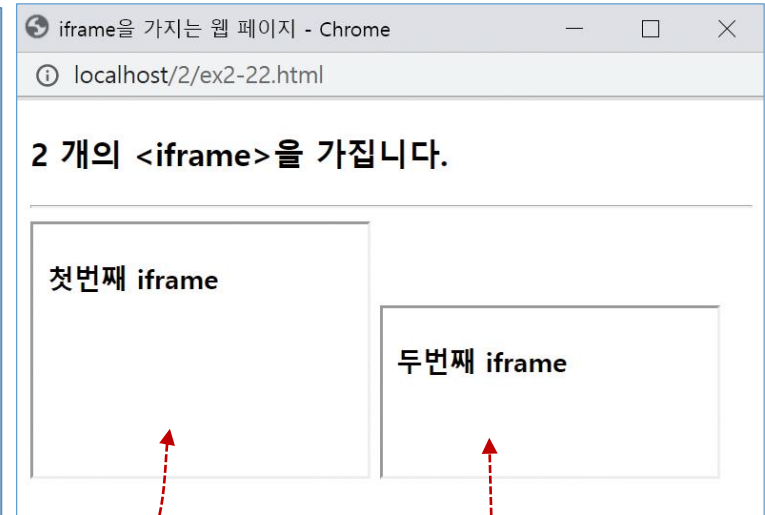 iframe을 가지는 웹 페이지 - Chrome
localhost/2/ex2-22.html
2 개의 <iframe>을 가집니다.
첫번째 iframe
두번째 iframe